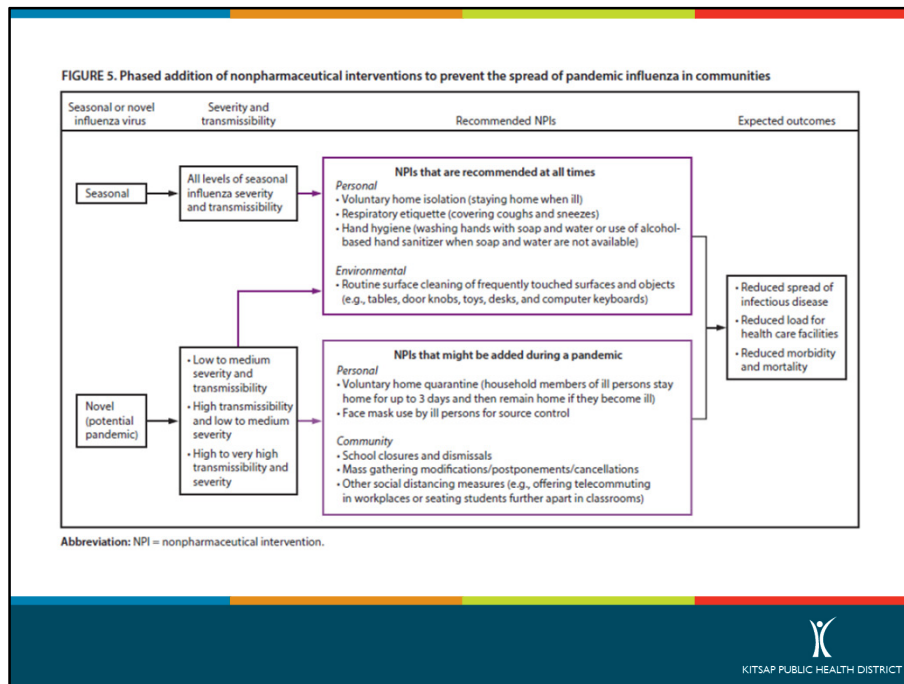 FIGURE 5. Phased addition of nonpharmaceutical interventions to prevent the spread of pandemic influenza in communities
Seasonal or novel
influenza virus
Severity and
transmissibility
Recommended NPIs
Expected outcomes
Seasonal
All levels of seasonal
influenza severity
and transmissibility
NPIs that are recommended at all times
Personal
• Voluntary home isolation (staying home when ill)
• Respiratory etiquette (covering coughs and sneezes)
• Hand hygiene (washing hands with soap and water or use of alcohol-
based hand sanitizer when soap and water are not available)
Environmental
• Routine surface cleaning of frequently touched surfaces and objects
(e.g., tables, door knobs, toys, desks, and computer keyboards)
Novel
(potential
pandemic)
• Low to medium
severity and
transmissibility
• High transmissibility
and low to medium
severity
• High to very high
transmissibility and
severity
NPIs that might be added during a pandemic
Personal
• Voluntary home quarantine (household members of ill persons stay
home for up to 3 days and then remain home if they become ill)
• Face mask use by ill persons for source control
Community
• School closures and dismissals
• Mass gathering modifications/postponements/cancellations
• Other social distancing measures (e.g., offering telecommuting
in workplaces or seating students further apart in classrooms)
• Reduced spread of
infectious disease
• Reduced load for
health care facilities
• Reduced morbidity
and mortality
Abbreviation: NPI = nonpharmaceutical intervention.
KITSAP PUBLIC HEALTH DISTRICT